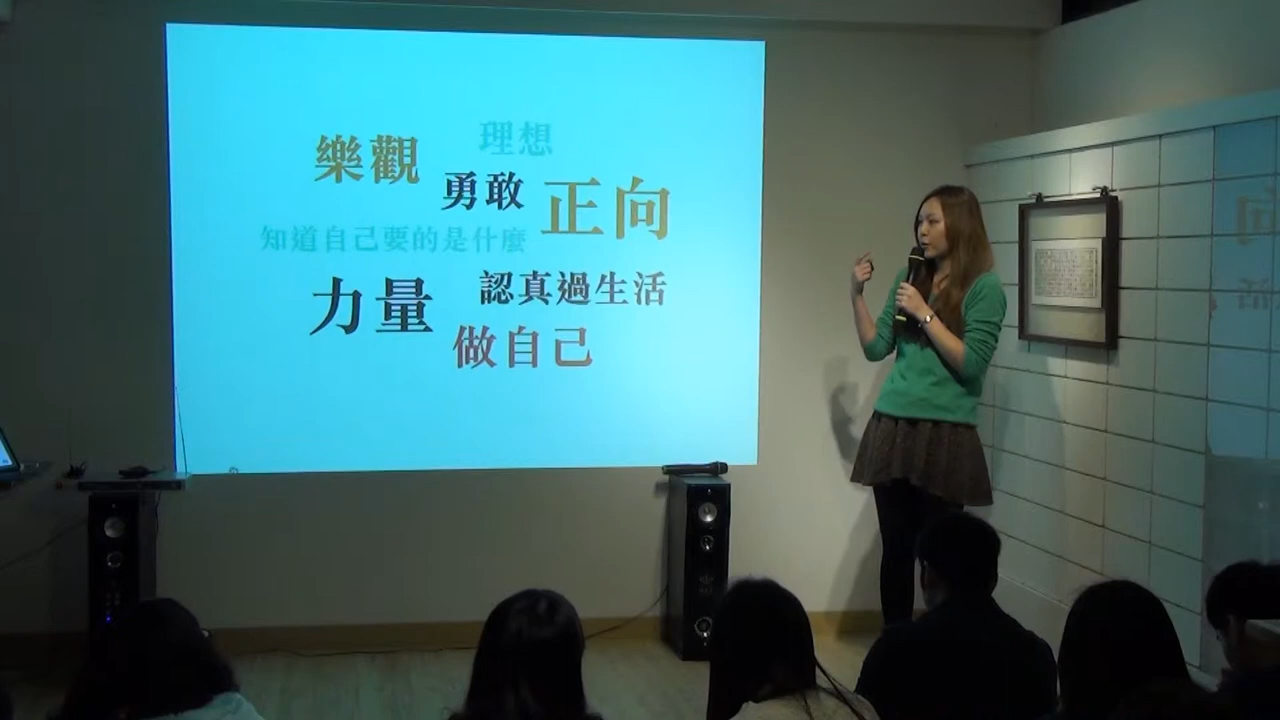 理想
樂觀
勇敢
正向
知道自己要的是什麼
認真過生活
力量
做自己